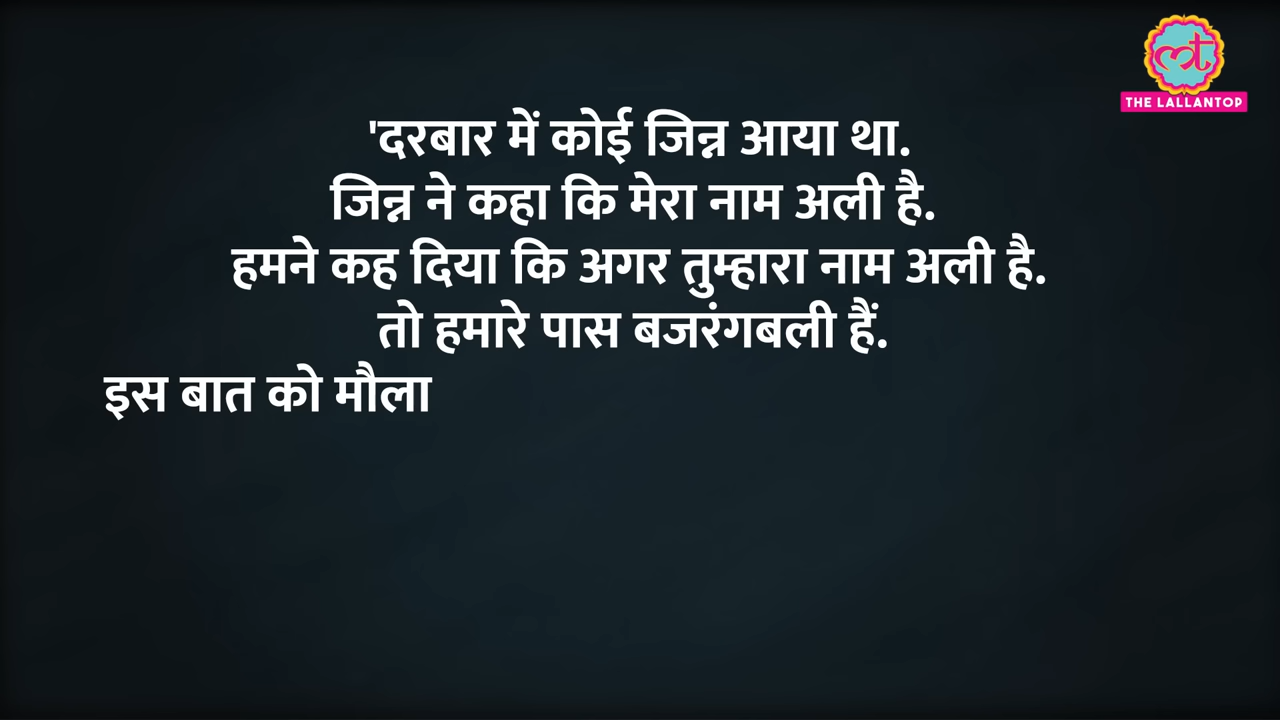 THE LALLANTOP
'दरबार में कोई जिन्न आया था.
जिन्न ने कहा कि मेरा नाम अली है.
हमने कह दिया कि अगर तुम्हारा नाम अली है.
तो हमारे पास बजरंगबली हैं.
इस बात को मौला